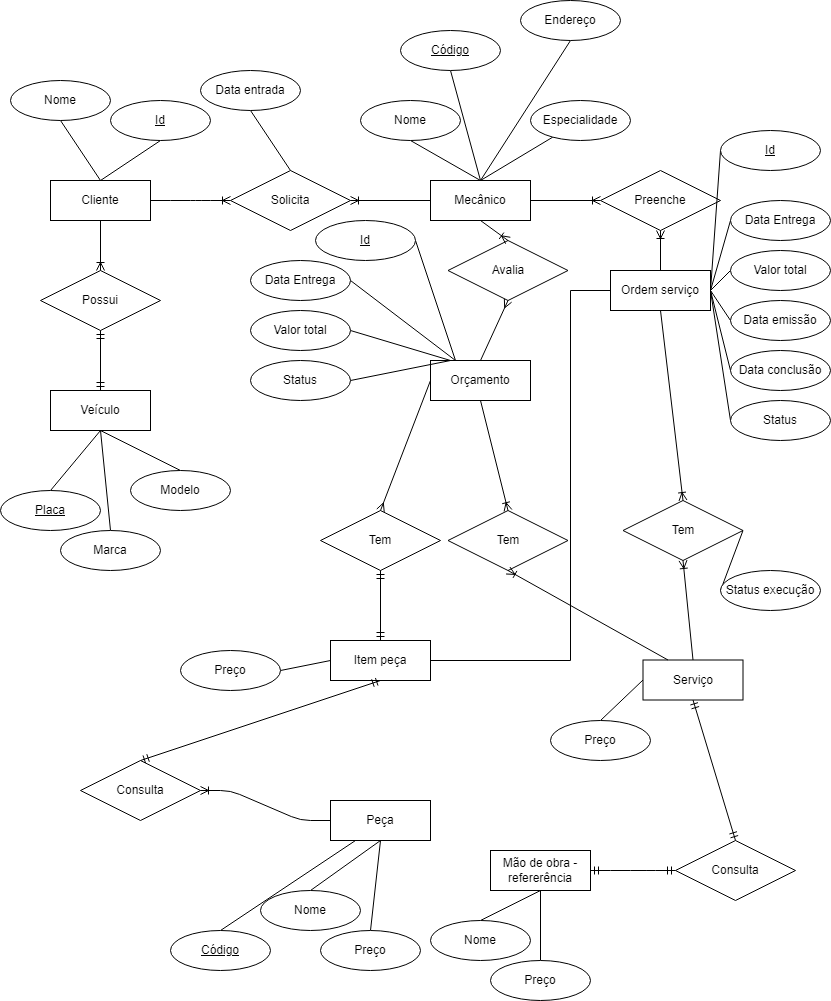 Endereço
Código
Data entrada
Nome
Id
Nome
Especialidade
Id
Cliente
Solicita
Mecânico
Preenche
Data Entrega
Id
Avalia
Valor total
Data Entrega
Ordem serviço
Possui
Data emissão
Valor total
Data conclusão
Status
Orçamento
Veículo
Status
Modelo
Placa
Marca
Tem
Tem
Tem
Status execução
Preço
Item peça
Serviço
Preço
Consulta
Peça
Mão de obra -
refererência
Consulta
Nome
Código
Preço
Nome
Preço